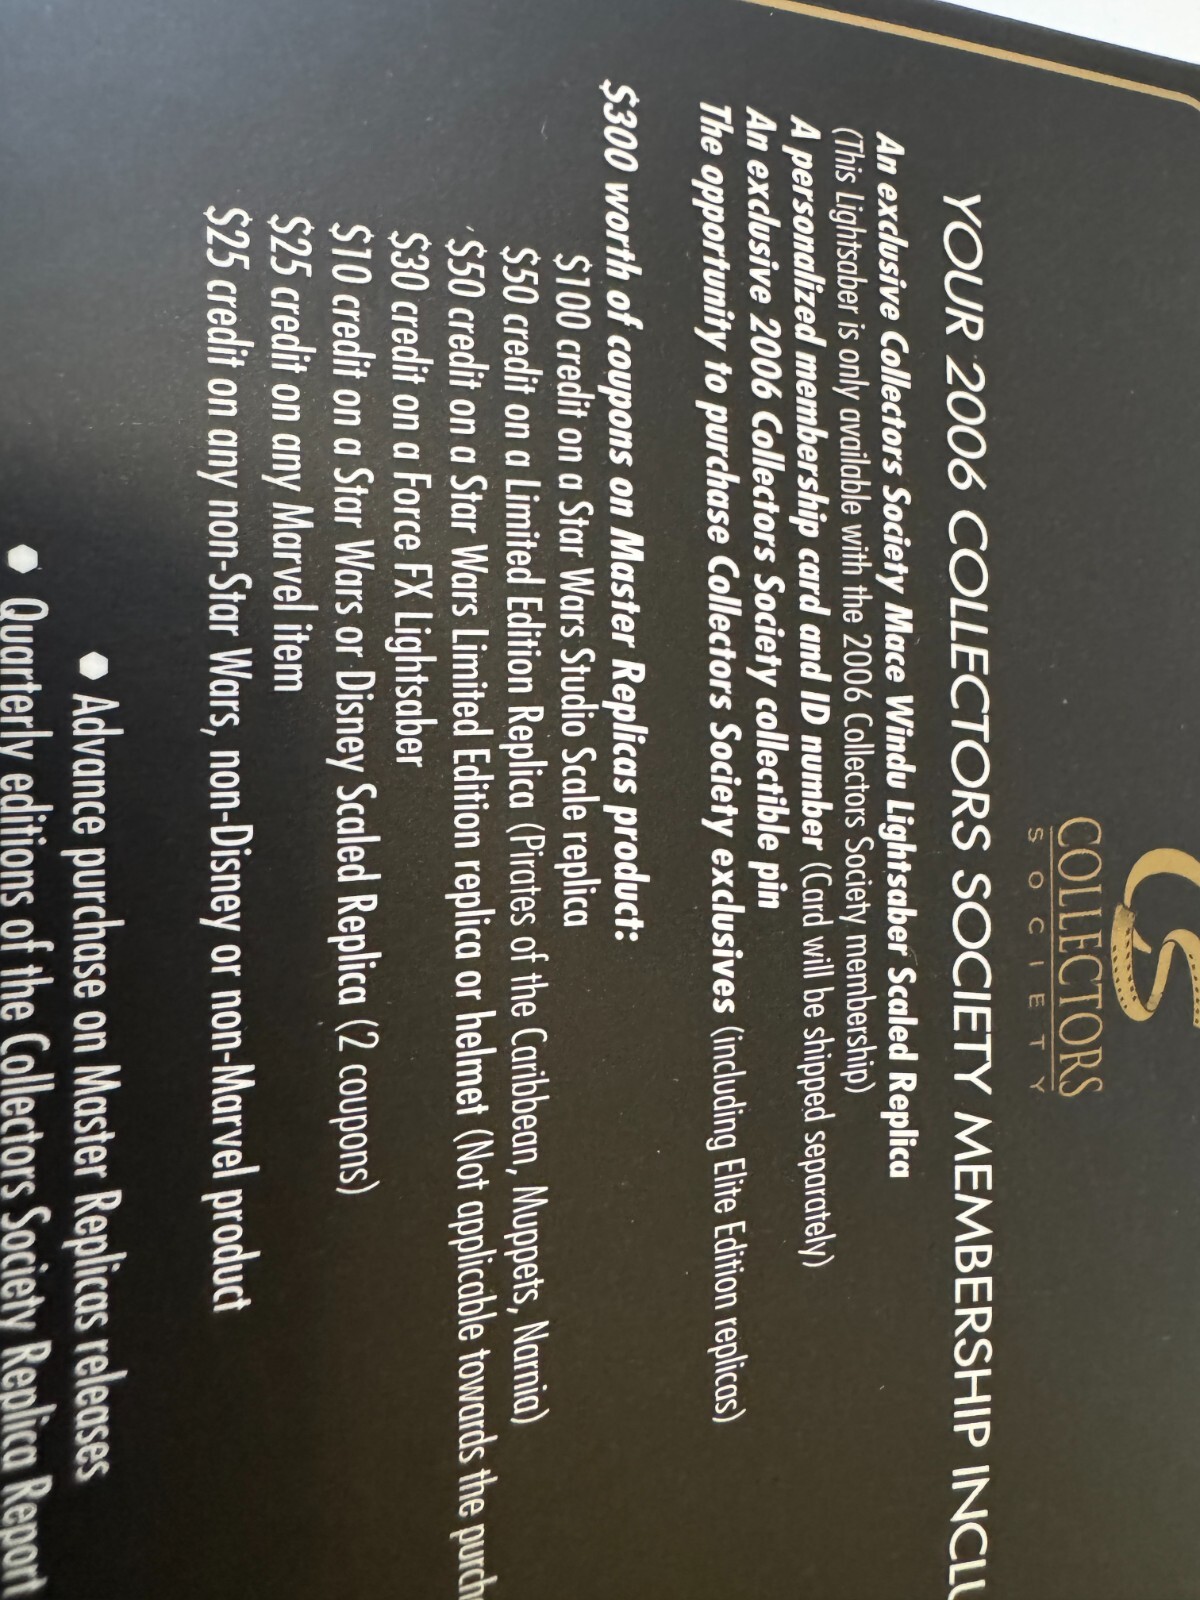 CS
COLLECTORS
SOCIETY
YOUR 2006 COLLECTORS SOCIETY MEMBERSHIP
An exclusive Collectors Society Mace Windu Lightsaber Scaled Replica
(This Lightsaber is only available with the 2006 Collectors Society membership)
A personalized membership card and ID number (Card will be shipped separately)
An exclusive 2006 Collectors Society collectible pin
The opportunity to purchase Collectors Society exclusives (including Elite Edition replicas)
$300 worth of coupons on Master Replicas product:
$100 credit on a Star Wars Studio Scale replica
$50 credit on a Limited Edition Replica (Pirates of the Caribbean, Muppets, Narnia)
$50 credit on a Star Wars Limited Edition replica or helmet (Not applicable towards the
$30 credit on a Force FX Lightsaber
$10 credit on a Star Wars or Disney Scaled Replica (2 coupons)
$25 credit on any Marvel item
$25 credit on any non-Star Wars, non-Disney or non-Marvel product
• Advance purchase on Master Replicas releases
• Quarterly editions of the Collectors Society Replica Report